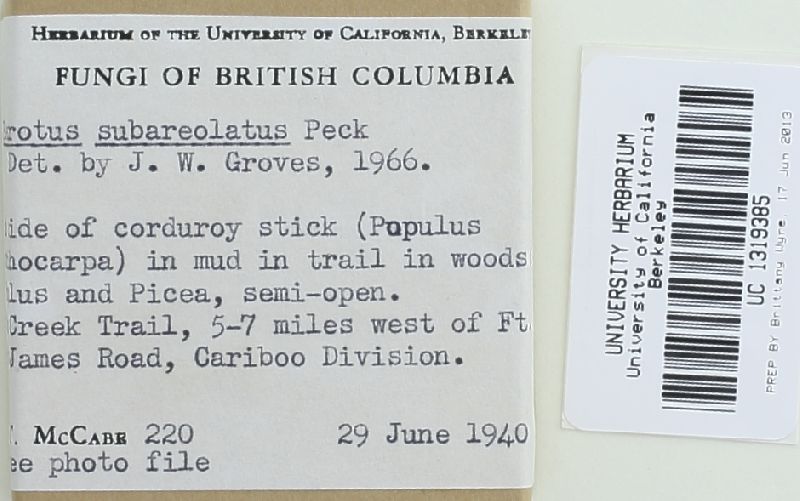 HERBARIUM OF THE UNIVERSITY OF CALIFORNIA, BERKELE
FUNGI OF BRITISH COLUMBIA
rotus subareolatus Peck
Det. by J. W. Groves, 1966.
ide of corduroy stick (Populus
hocarpa) in mud in trail in woods
lus and Picea, semi-open.
Creek Trail, 5-7 miles west of Ft
James Road, Cariboo Division.
. McCABE 220 29 June 1940
ee photo file
UNIVERSITY HERBARIUM
University of California
Berkeley
UC 1319385
PREP BY Brittany Ugre, 17 Jun 2013